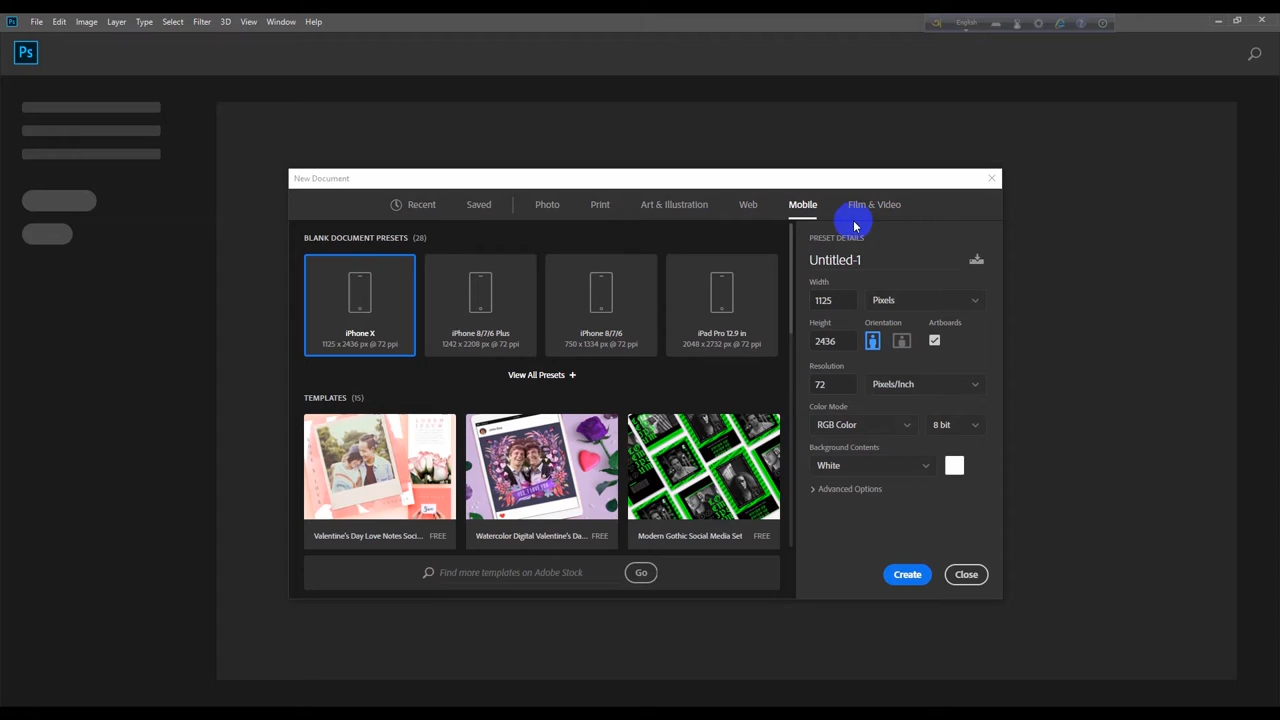 Ps File Edit Image Layer Type Select Filter 3D View Window Help English
Ps
New Document
Recent Saved Photo Print Art & Illustration Web Mobile Film & Video
BLANK DOCUMENT PRESETS (28)
iPhone X
1125 x 2436 px @ 72 ppi
iPhone 8/7/6 Plus
1242 x 2208 px @ 72 ppi
iPhone 8/7/6
750 x 1334 px @ 72 ppi
iPad Pro 12.9 in
2048 x 2732 px @ 72 ppi
View All Presets +
TEMPLATES (15)
Valentine's Day Love Notes Soci... FREE
Watercolor Digital Valentine's Da... FREE
Modern Gothic Social Media Set FREE
Find more templates on Adobe Stock Go
PRESET DETAILS
Untitled-1
Width
1125 Pixels
Height Orientation Artboards
2436
Resolution
72 Pixels/Inch
Color Mode
RGB Color 8 bit
Background Contents
White
Advanced Options
Create Close